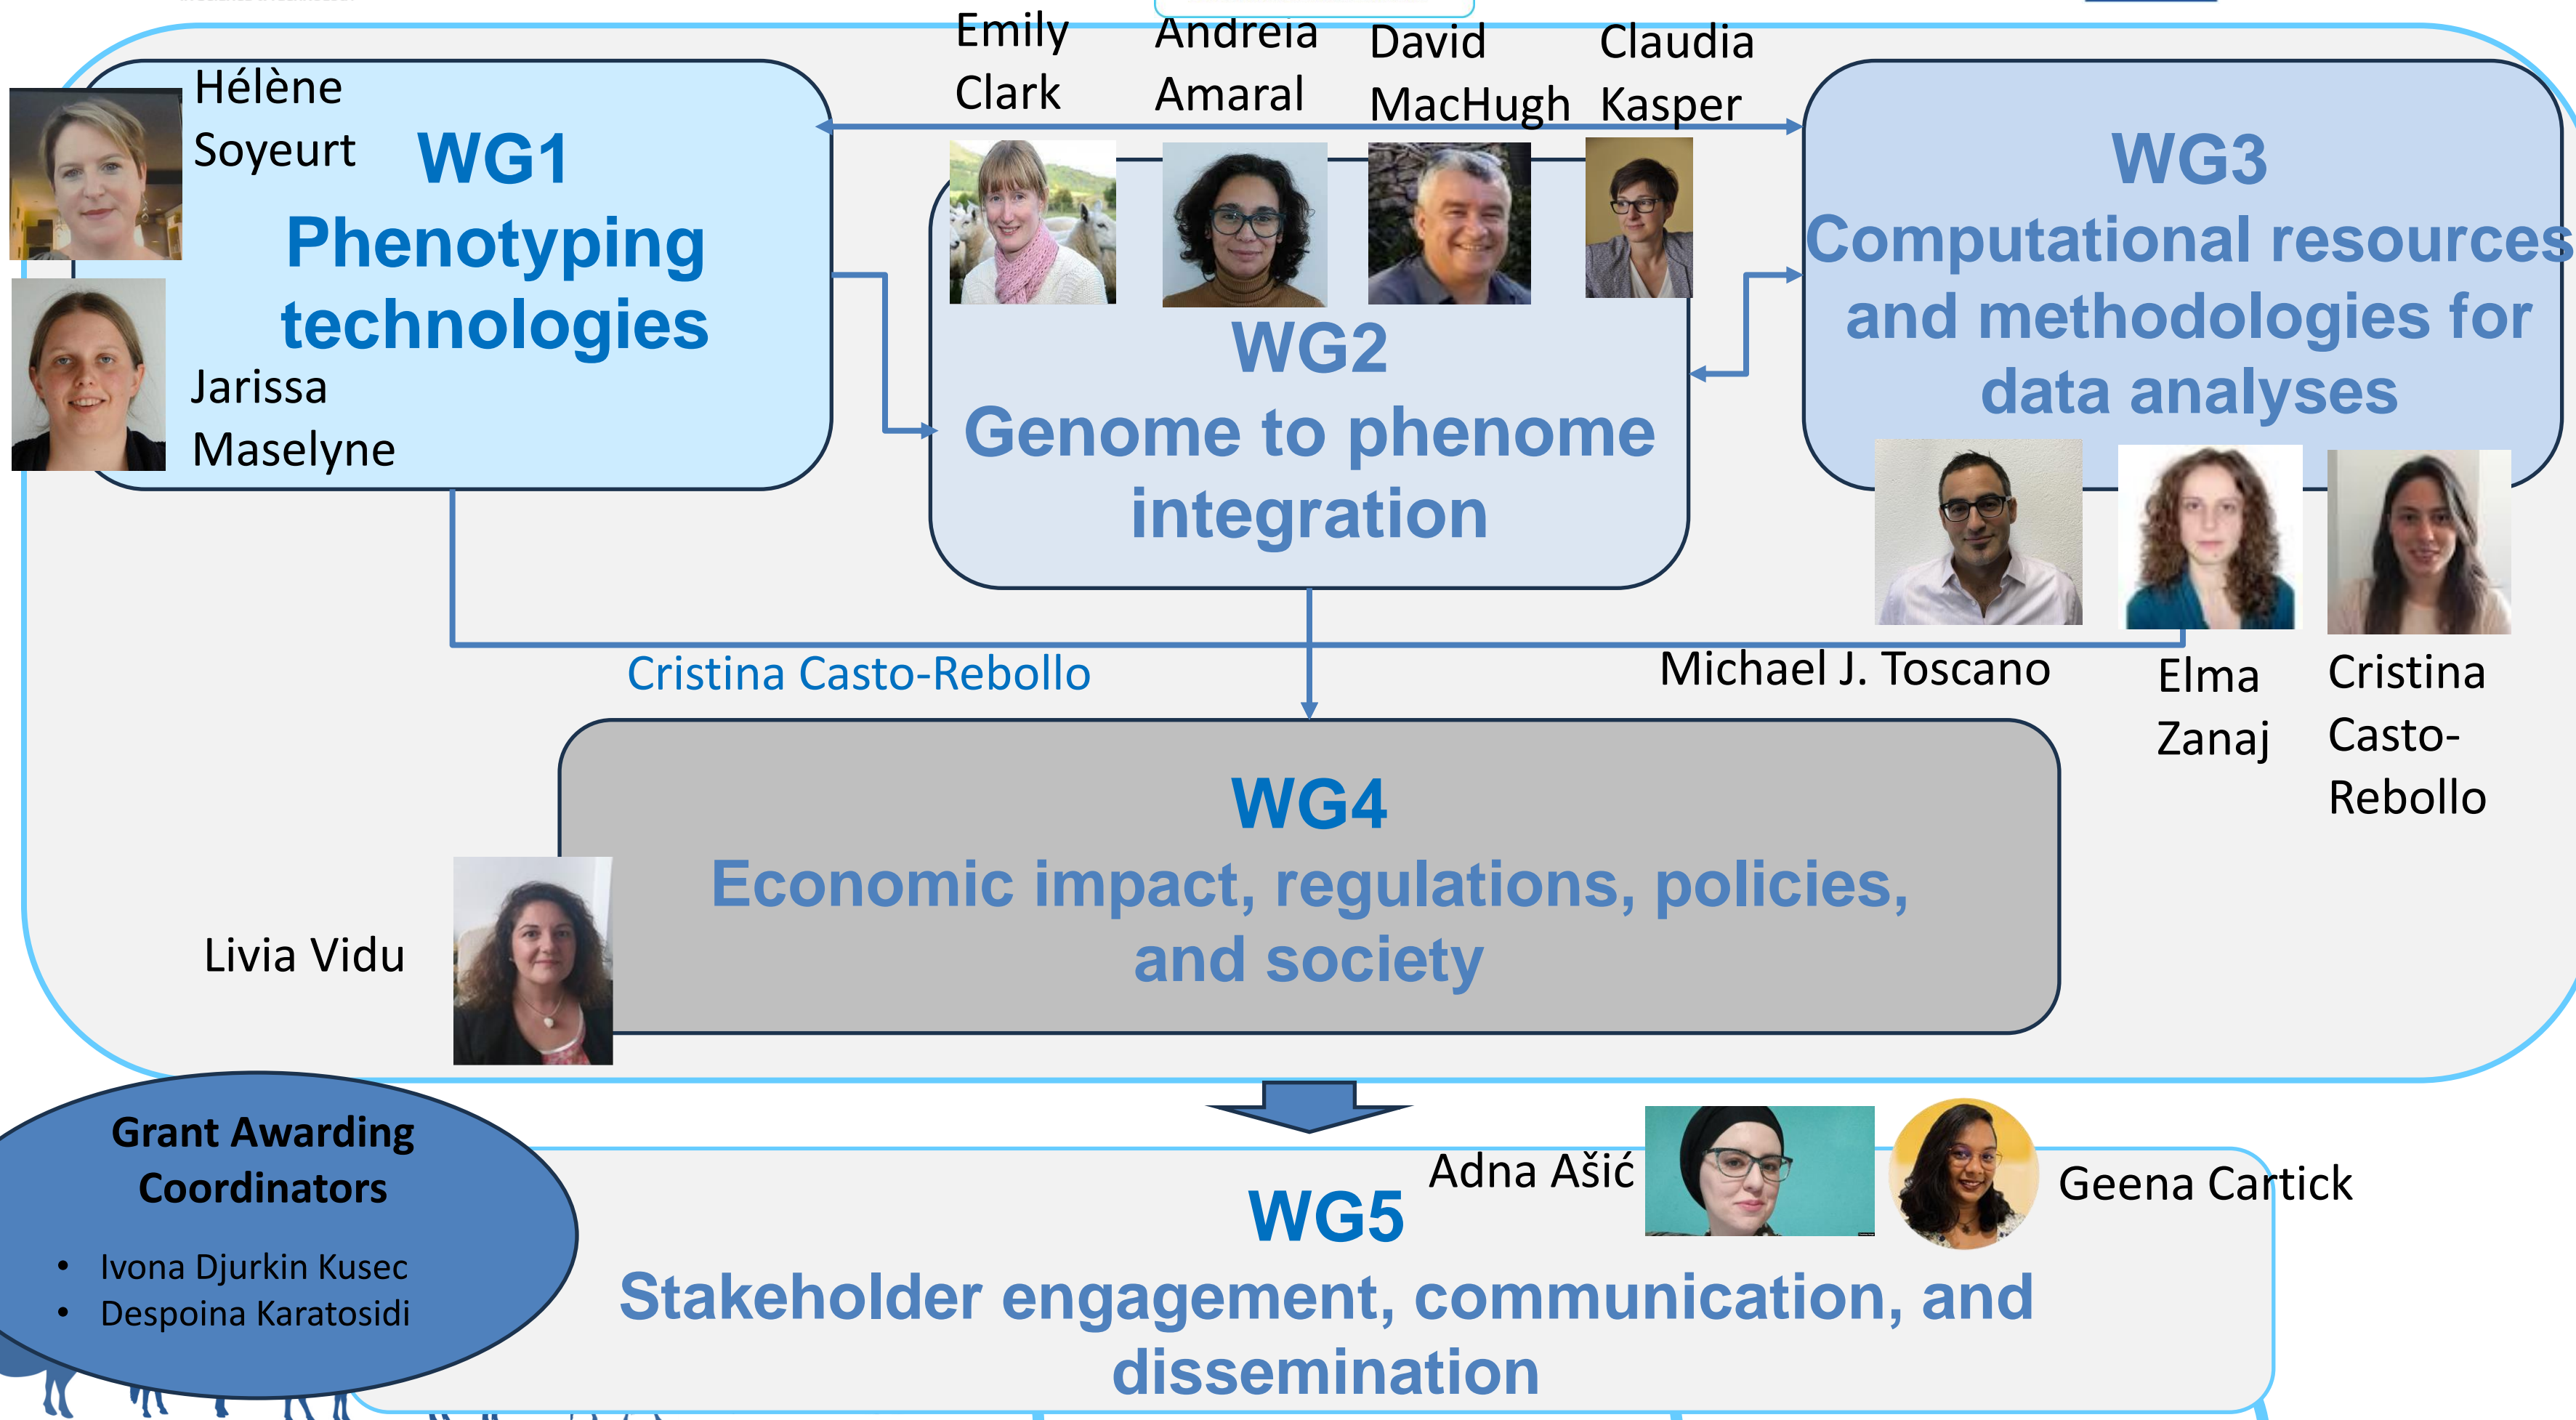 Hélène
Soyeurt
WG1
Phenotyping
technologies
Jarissa
Maselyne
Emily
Clark
Andreia
Amaral
David
MacHugh
Claudia
Kasper
WG2
Genome to phenome
integration
WG3
Computational resources
and methodologies for
data analyses
Cristina Casto-Rebollo
Michael J. Toscano
Elma
Zanaj
Cristina
Casto-
Rebollo
WG4
Economic impact, regulations, policies,
and society
Livia Vidu
Grant Awarding
Coordinators
• Ivona Djurkin Kusec
• Despoina Karatosidi
Adna Ašić
Geena Cartick
WG5
Stakeholder engagement, communication, and
dissemination